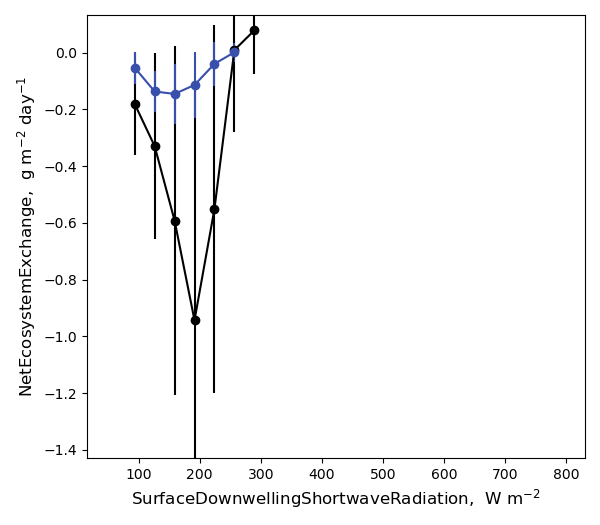 0.0
−0.2
−0.4
−0.6
−0.8
−1.0
−1.2
−1.4
NetEcosystemExchange,  g m⁻² day⁻¹
100 200 300 400 500 600 700 800
SurfaceDownwellingShortwaveRadiation,  W m⁻²